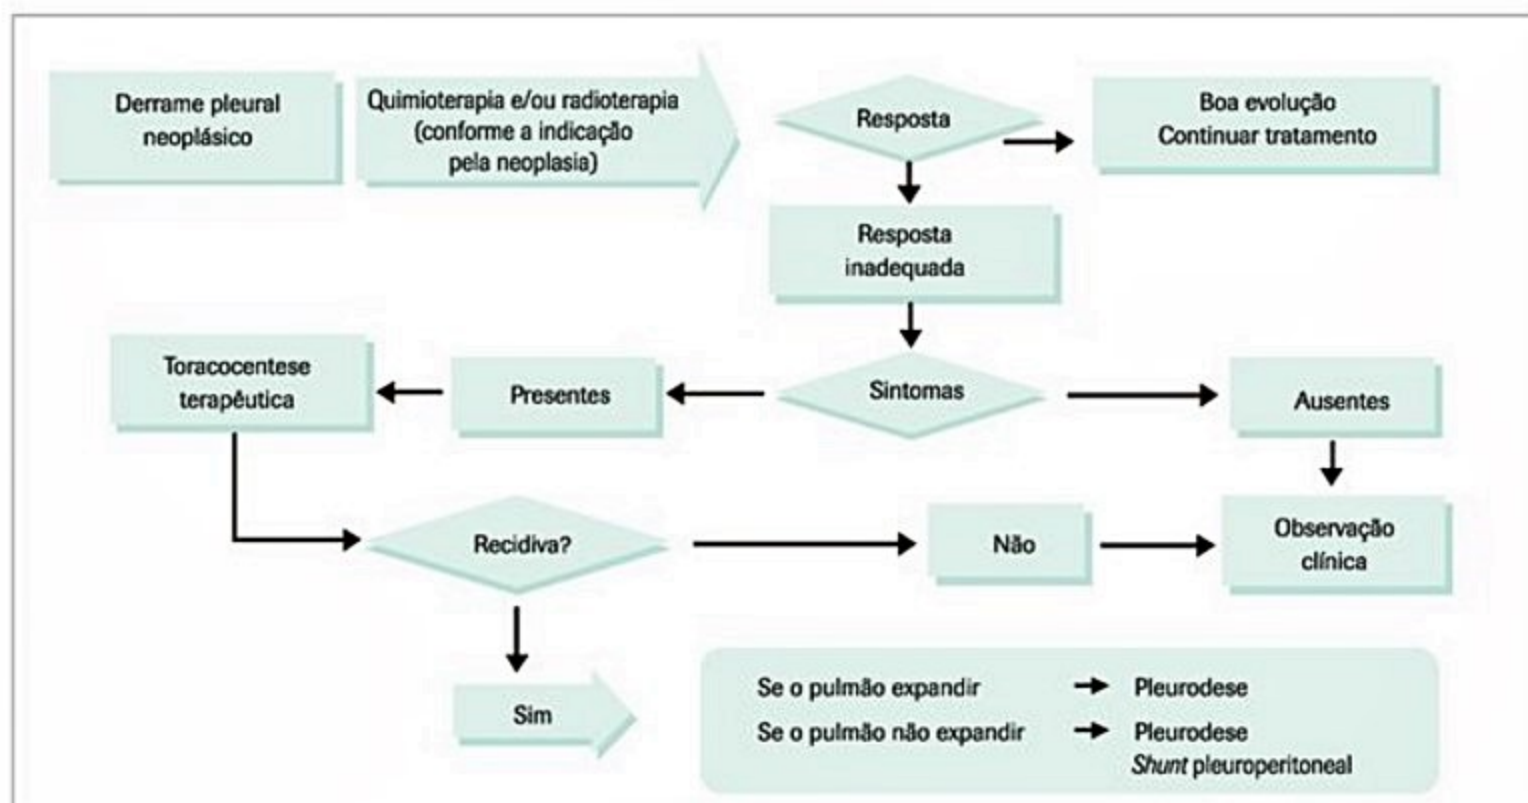 Derrame pleural
neoplásico
Quimioterapia e/ou radioterapia
(conforme a indicação
pela neoplasia)
Resposta
Boa evolução
Continuar tratamento
Resposta
inadequada
Toracocentese
terapêutica
Presentes
Sintomas
Ausentes
Recidiva?
Não
Observação
clínica
Sim
Se o pulmão expandir → Pleurodese
Se o pulmão não expandir → Pleurodese
Shunt pleuroperitoneal